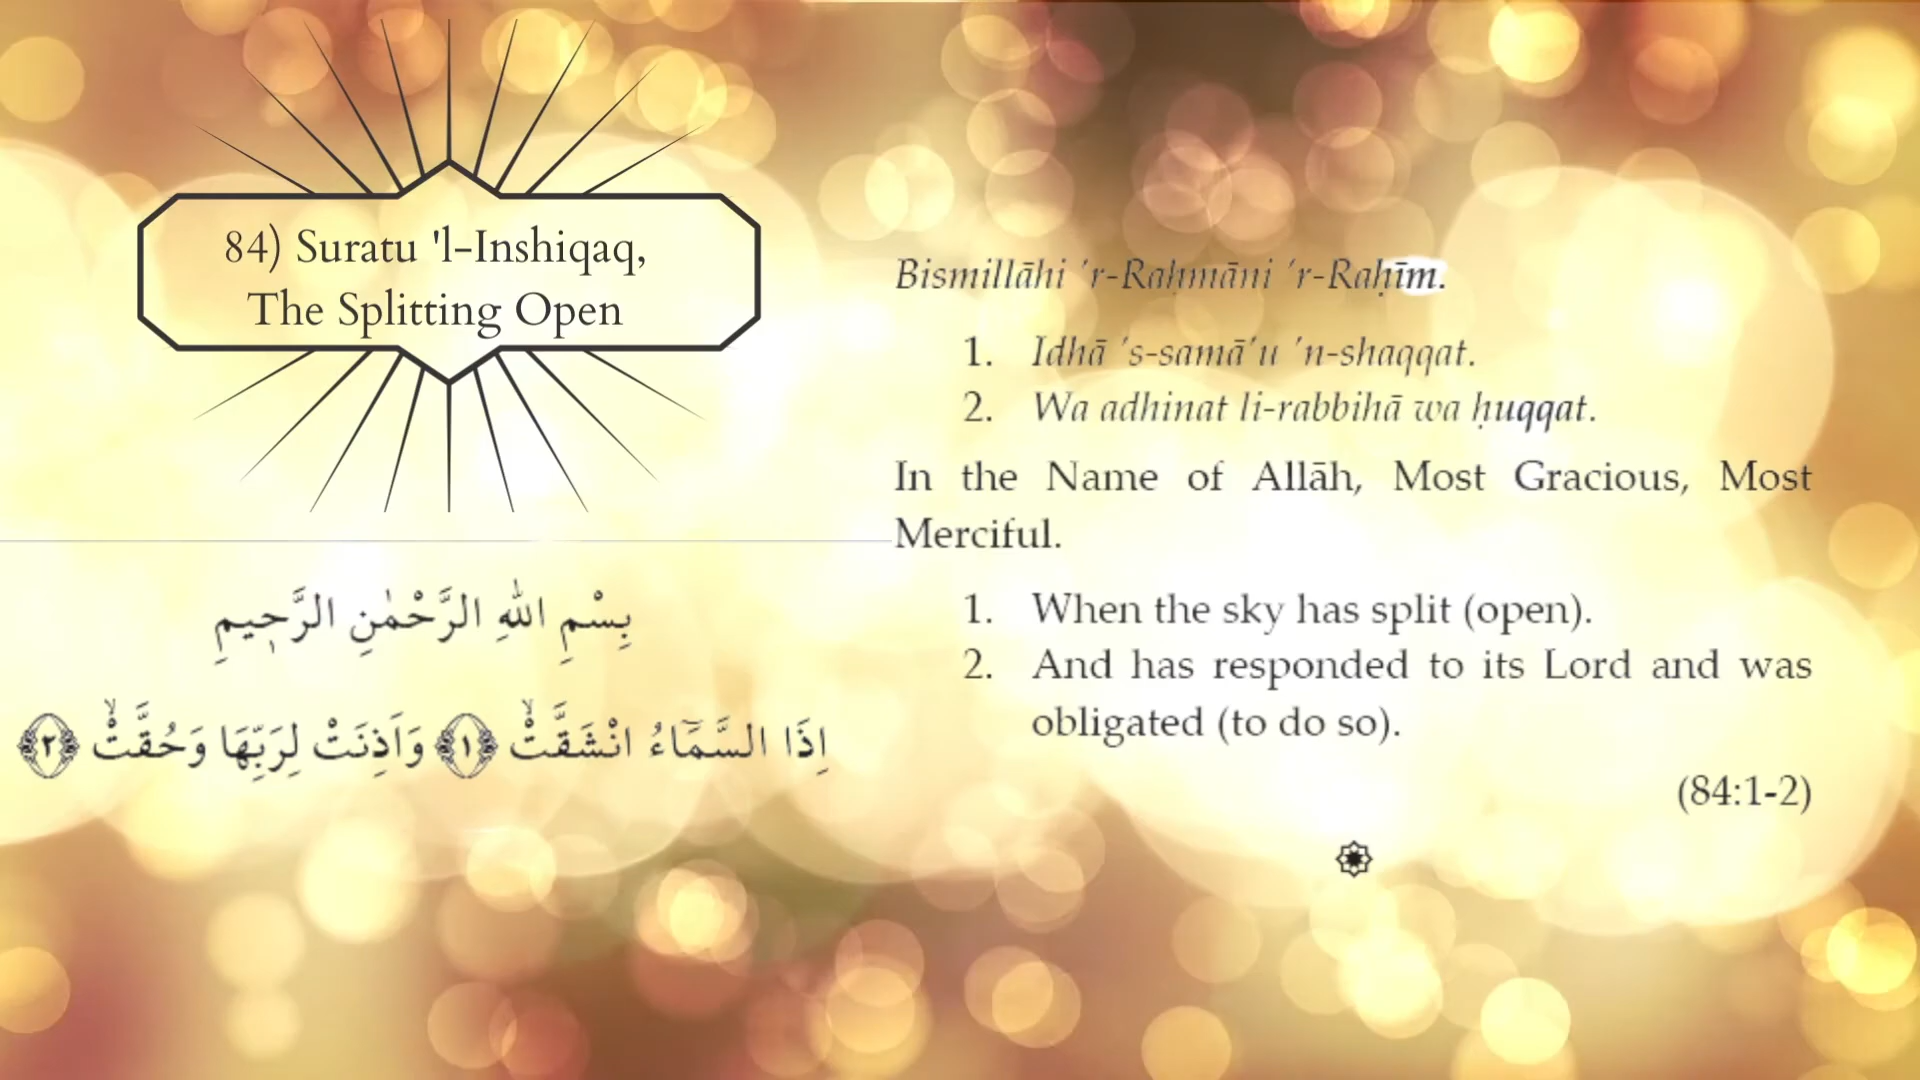 84) Suratu 'l-Inshiqaq,
The Splitting Open
بِسْمِ اللهِ الرَّحْمٰنِ الرَّحٖيمِ
اِذَا السَّمَٓاءُ انْشَقَّتْۙ ﴿١﴾ وَاَذِنَتْ لِرَبِّهَا وَحُقَّتْۙ ﴿٢﴾
Bismillāhi ’r-Raḥmāni ’r-Raḥīm.
1. Idhā ’s-samā’u ’n-shaqqat.
2. Wa adhinat li-rabbihā wa ḥuqqat.
In the Name of Allāh, Most Gracious, Most
Merciful.
1. When the sky has split (open).
2. And has responded to its Lord and was
obligated (to do so).
(84:1-2)